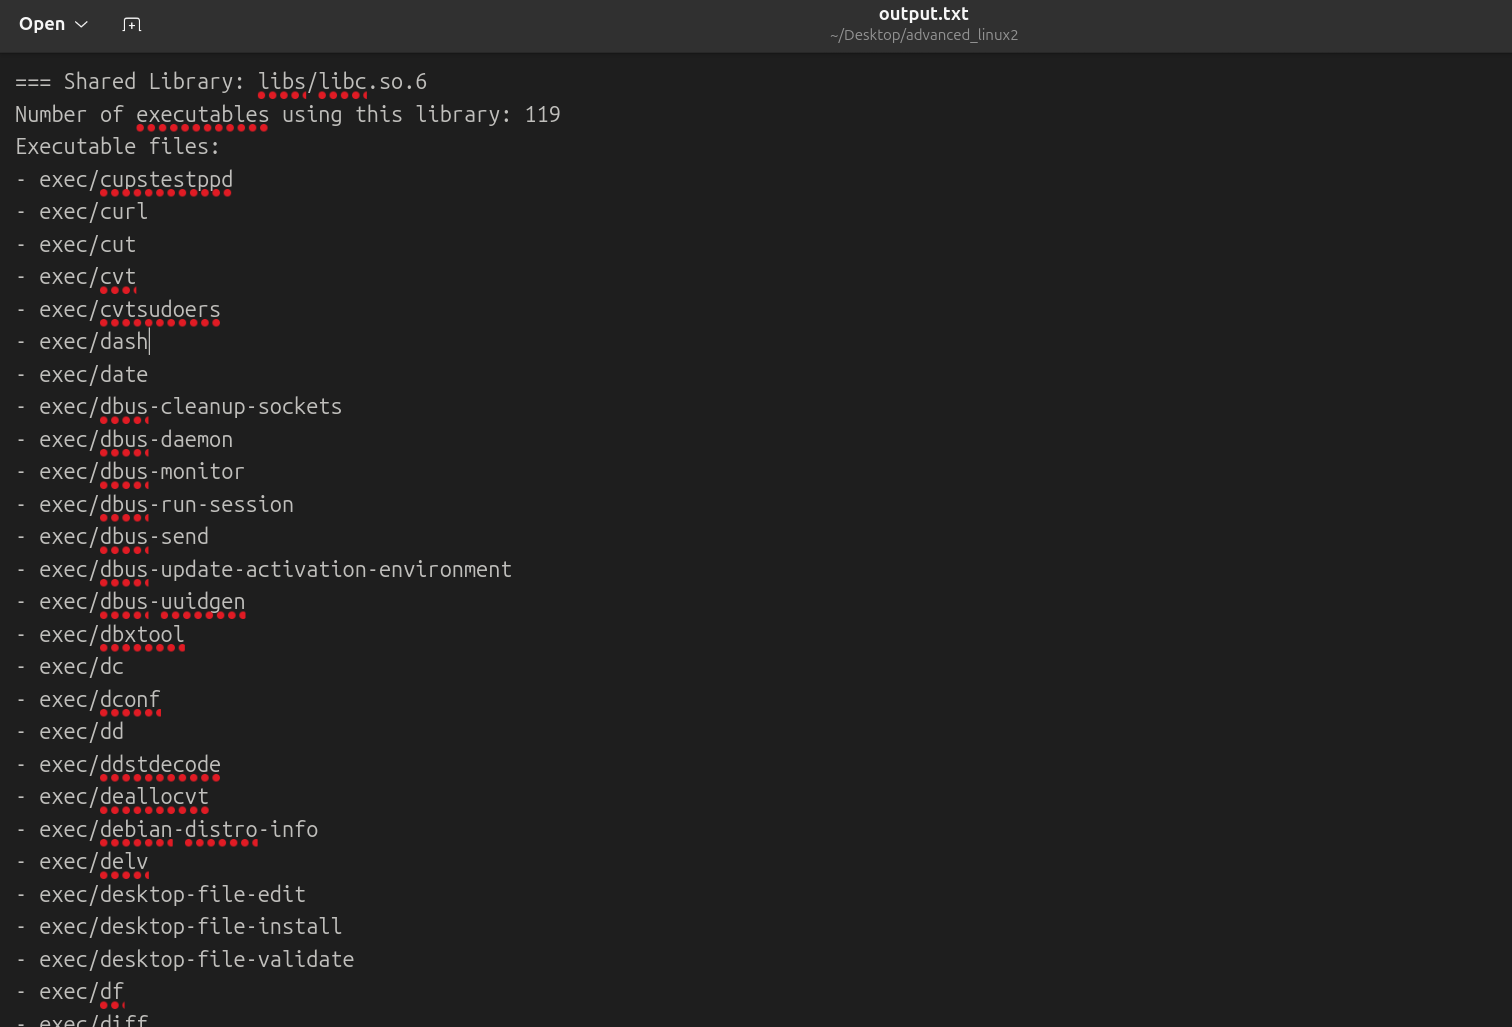 Open
output.txt
~/Desktop/advanced_linux2
=== Shared Library: libs/libc.so.6
Number of executables using this library: 119
Executable files:
- exec/cupstestppd
- exec/curl
- exec/cut
- exec/cvt
- exec/cvtsudoers
- exec/dash
- exec/date
- exec/dbus-cleanup-sockets
- exec/dbus-daemon
- exec/dbus-monitor
- exec/dbus-run-session
- exec/dbus-send
- exec/dbus-update-activation-environment
- exec/dbus-uuidgen
- exec/dbxtool
- exec/dc
- exec/dconf
- exec/dd
- exec/ddstdecode
- exec/deallocvt
- exec/debian-distro-info
- exec/delv
- exec/desktop-file-edit
- exec/desktop-file-install
- exec/desktop-file-validate
- exec/df
- exec/diff